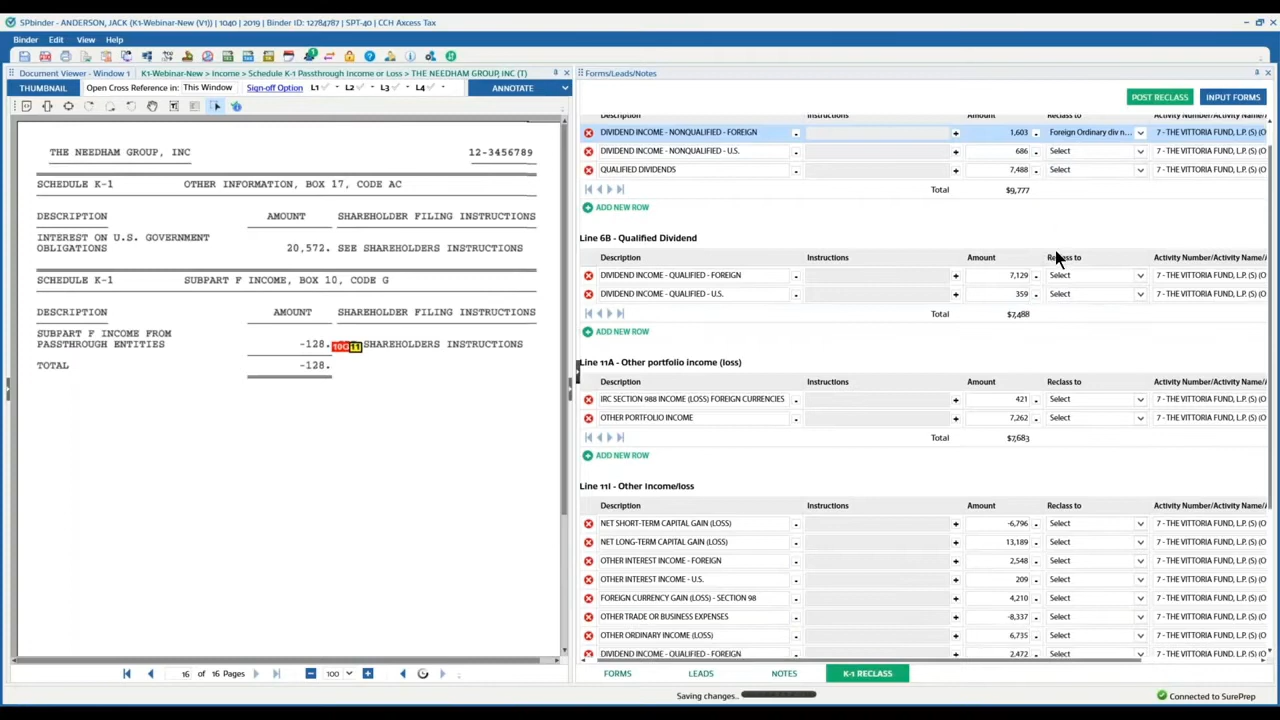 SPbinder - ANDERSON, JACK (K1-Webinar-New (V1)) | 1040 | 2019 | Binder ID: 12784787 | SPT-40 | CCH Axcess Tax
Binder Edit View Help
Document Viewer - Window 1 K1-Webinar-New > Income > Schedule K-1 Passthrough Income or Loss > THE NEEDHAM GROUP, INC (T)
THUMBNAIL Open Cross Reference in: This Window Sign-off Option L1 L2 L3 L4 ANNOTATE
THE NEEDHAM GROUP, INC 12-3456789
SCHEDULE K-1 OTHER INFORMATION, BOX 17, CODE AC
DESCRIPTION AMOUNT SHAREHOLDER FILING INSTRUCTIONS
INTEREST ON U.S. GOVERNMENT
OBLIGATIONS 20,572. SEE SHAREHOLDERS INSTRUCTIONS
SCHEDULE K-1 SUBPART F INCOME, BOX 10, CODE G
DESCRIPTION AMOUNT SHAREHOLDER FILING INSTRUCTIONS
SUBPART F INCOME FROM
PASSTHROUGH ENTITIES -128. 10G 11 SHAREHOLDERS INSTRUCTIONS
TOTAL -128.
16 of 16 Pages 100
Forms/Leads/Notes
POST RECLASS INPUT FORMS
Description Instructions Amount Reclass to Activity Number/Activity Name/
DIVIDEND INCOME - NONQUALIFIED - FOREIGN 1,603 Foreign Ordinary div n... 7 - THE VITTORIA FUND, L.P. (S) (O
DIVIDEND INCOME - NONQUALIFIED - U.S. 686 Select 7 - THE VITTORIA FUND, L.P. (S) (O
QUALIFIED DIVIDENDS 7,488 Select 7 - THE VITTORIA FUND, L.P. (S) (O
Total $9,777
ADD NEW ROW
Line 6B - Qualified Dividend
Description Instructions Amount Reclass to Activity Number/Activity Name/
DIVIDEND INCOME - QUALIFIED - FOREIGN 7,129 Select 7 - THE VITTORIA FUND, L.P. (S) (O
DIVIDEND INCOME - QUALIFIED - U.S. 359 Select 7 - THE VITTORIA FUND, L.P. (S) (O
Total $7,488
ADD NEW ROW
Line 11A - Other portfolio income (loss)
Description Instructions Amount Reclass to Activity Number/Activity Name/
IRC SECTION 988 INCOME (LOSS) FOREIGN CURRENCIES 421 Select 7 - THE VITTORIA FUND, L.P. (S) (O
OTHER PORTFOLIO INCOME 7,262 Select 7 - THE VITTORIA FUND, L.P. (S) (O
Total $7,683
ADD NEW ROW
Line 11I - Other Income/loss
Description Instructions Amount Reclass to Activity Number/Activity Name/
NET SHORT-TERM CAPITAL GAIN (LOSS) -6,796 Select 7 - THE VITTORIA FUND, L.P. (S) (O
NET LONG-TERM CAPITAL GAIN (LOSS) 13,189 Select 7 - THE VITTORIA FUND, L.P. (S) (O
OTHER INTEREST INCOME - FOREIGN 2,548 Select 7 - THE VITTORIA FUND, L.P. (S) (O
OTHER INTEREST INCOME - U.S. 209 Select 7 - THE VITTORIA FUND, L.P. (S) (O
FOREIGN CURRENCY GAIN (LOSS) - SECTION 98 4,210 Select 7 - THE VITTORIA FUND, L.P. (S) (O
OTHER TRADE OR BUSINESS EXPENSES -8,337 Select 7 - THE VITTORIA FUND, L.P. (S) (O
OTHER ORDINARY INCOME (LOSS) 6,735 Select 7 - THE VITTORIA FUND, L.P. (S) (O
DIVIDEND INCOME - QUALIFIED - FOREIGN 2,472 Select 7 - THE VITTORIA FUND, L.P. (S) (O
FORMS LEADS NOTES K-1 RECLASS
Saving changes.. Connected to SurePrep